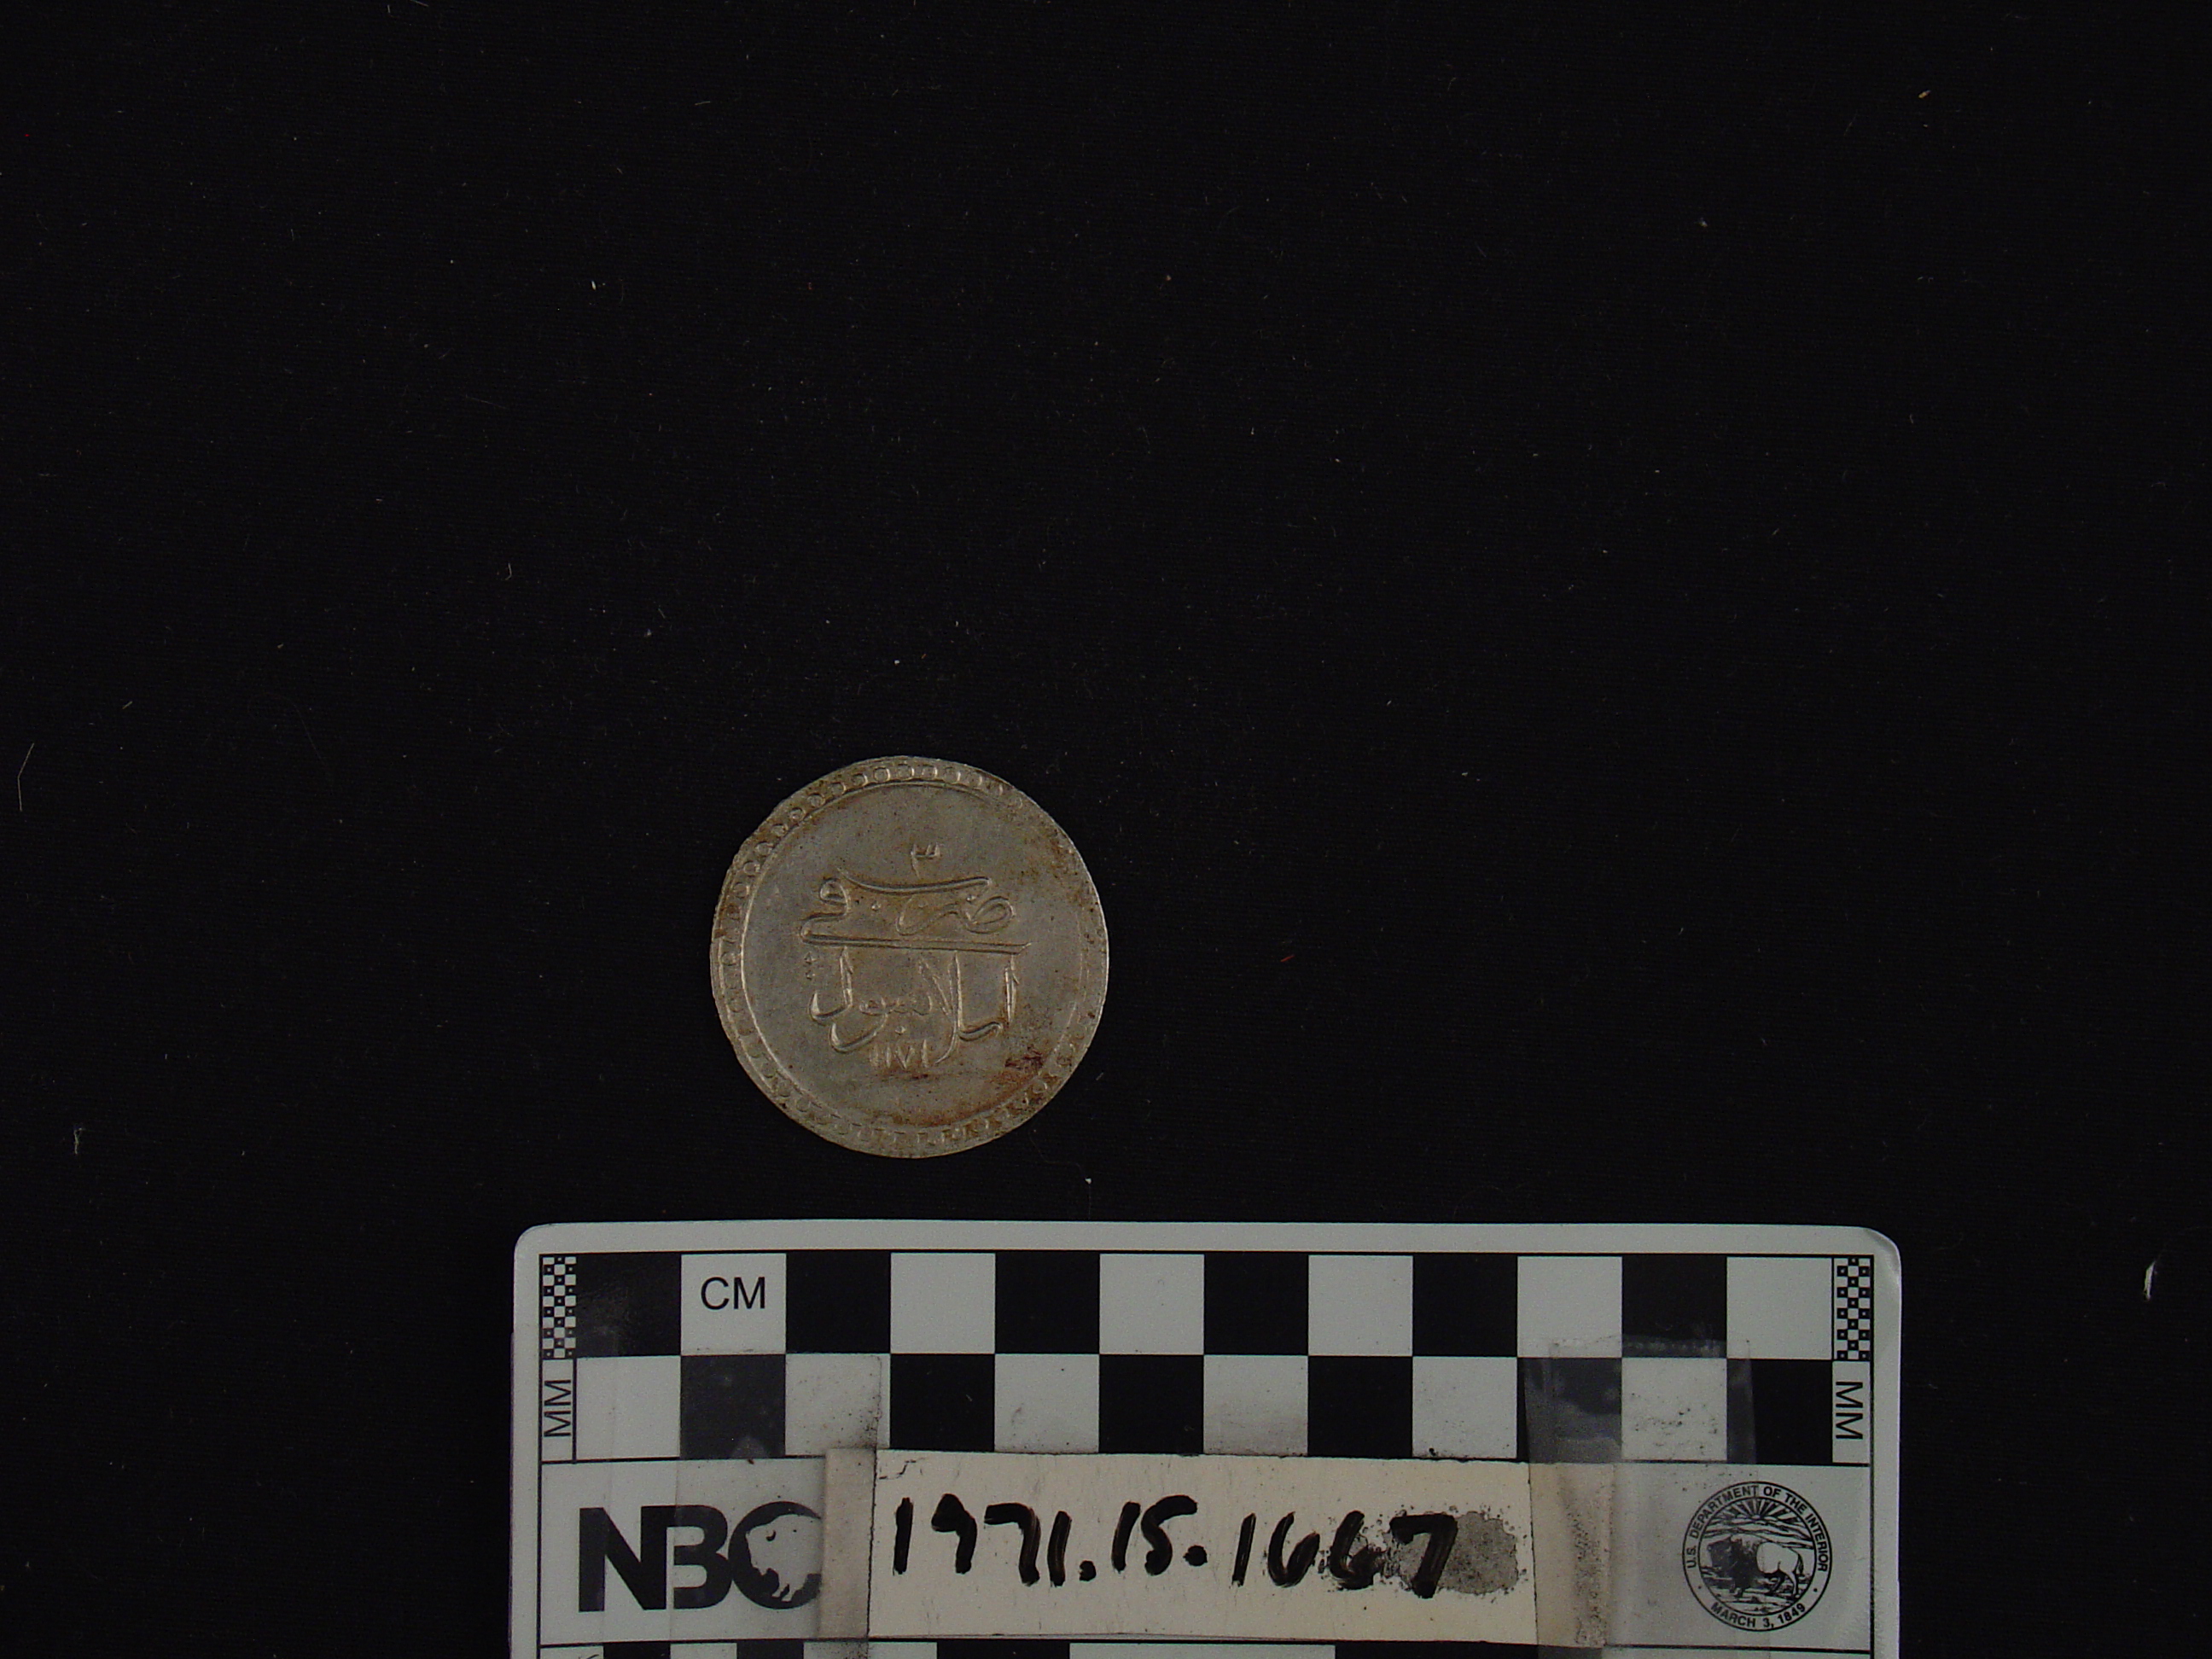 ٣
ضرب فى
اسلامبول
١١٧١
CM
MM
MM
NBC
1971.15.1667
U.S. DEPARTMENT OF THE INTERIOR
MARCH 3, 1849